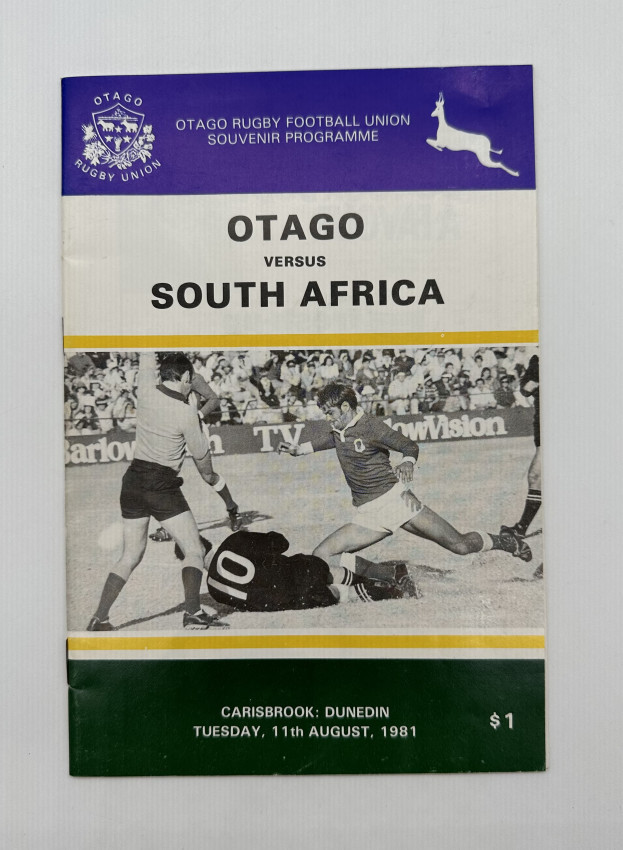 OTAGO
RUGBY UNION
OTAGO RUGBY FOOTBALL UNION
SOUVENIR PROGRAMME
OTAGO
VERSUS
SOUTH AFRICA
TV
10
CARISBROOK: DUNEDIN
TUESDAY, 11th AUGUST, 1981
$1